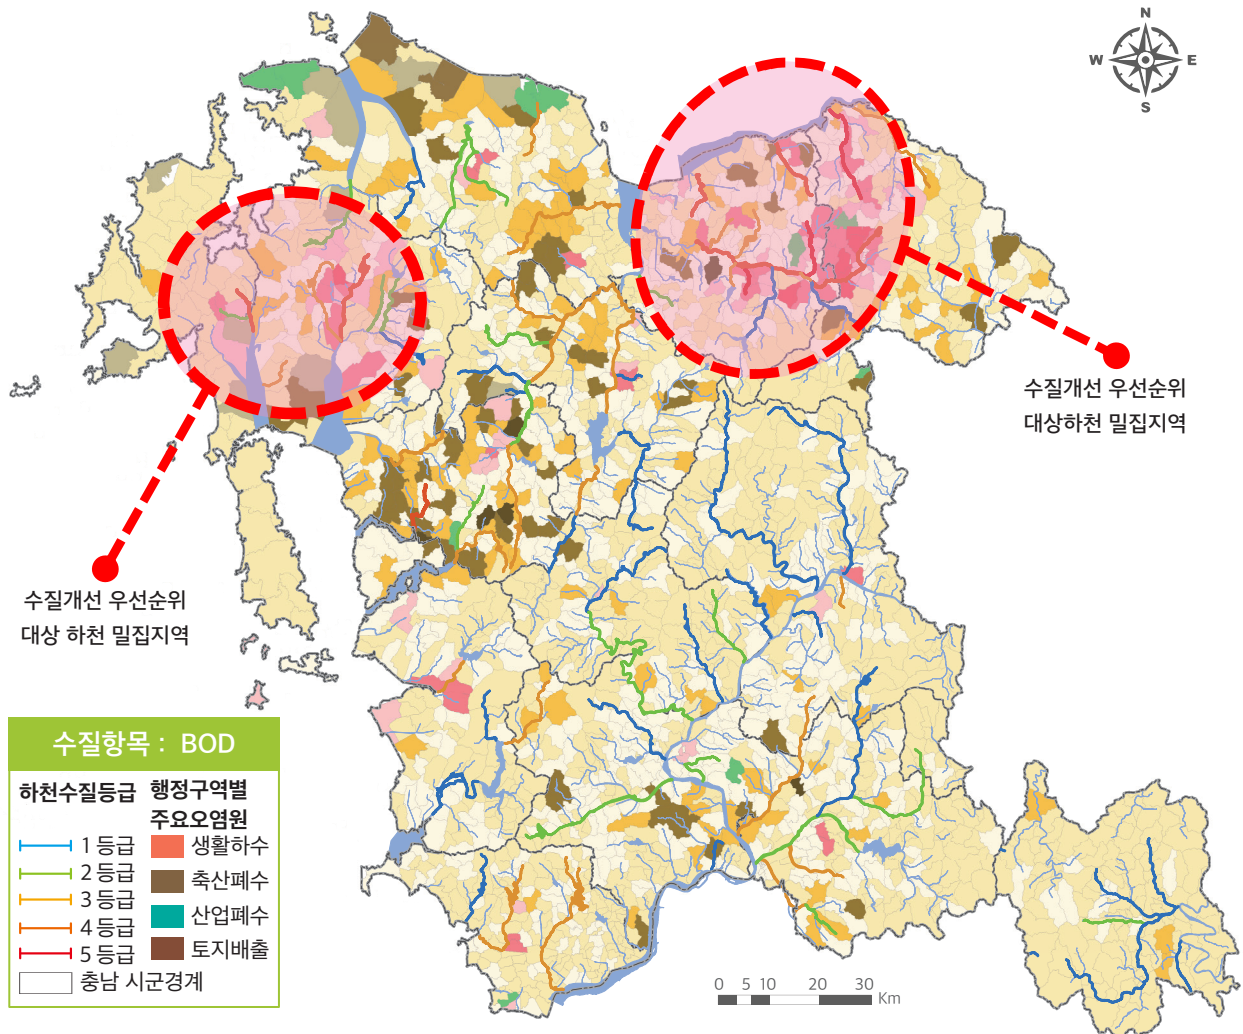 N
W E
S
수질개선 우선순위
대상하천 밀집지역
수질개선 우선순위
대상 하천 밀집지역
수질항목 : BOD
하천수질등급
1 등급
2 등급
3 등급
4 등급
5 등급
충남 시군경계
행정구역별
주요오염원
생활하수
축산폐수
산업폐수
토지배출
0 5 10 20 30
Km